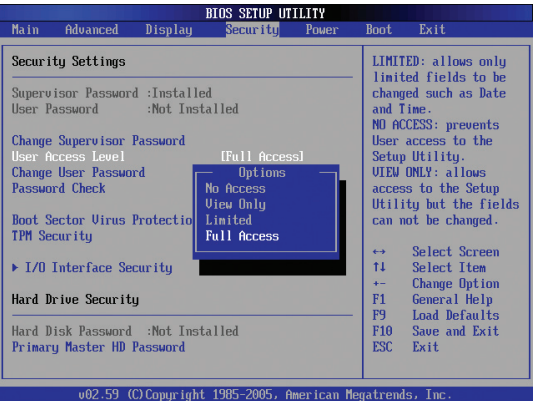 BIOS SETUP UTILITY
Main Advanced Display Security Power Boot Exit
Security Settings
Supervisor Password :Installed
User Password :Not Installed
Change Supervisor Password
User Access Level [Full Access]
Change User Password
Password Check
Boot Sector Virus Protectio
TPM Security
I/O Interface Security
Hard Drive Security
Hard Disk Password :Not Installed
Primary Master HD Password
Options
No Access
View Only
Limited
Full Access
LIMITED: allows only
limited fields to be
changed such as Date
and Time.
NO ACCESS: prevents
User access to the
Setup Utility.
VIEW ONLY: allows
access to the Setup
Utility but the fields
can not be changed.
↔ Select Screen
↑↓ Select Item
+- Change Option
F1 General Help
F9 Load Defaults
F10 Save and Exit
ESC Exit
v02.59 (C)Copyright 1985-2005, American Megatrends, Inc.